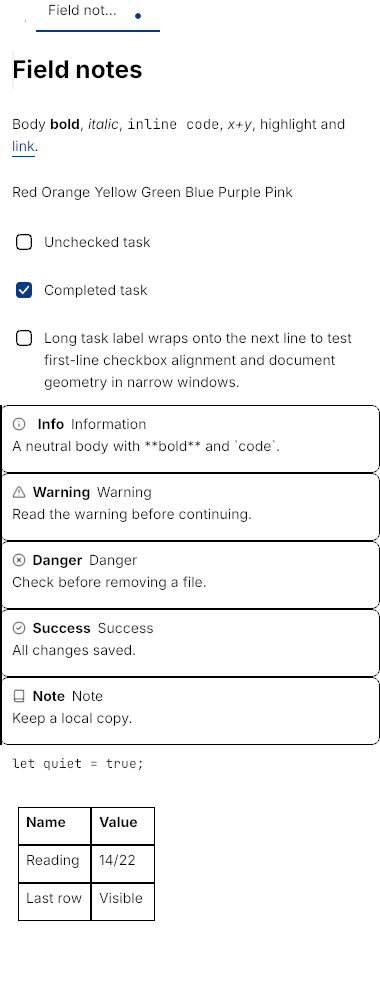 Field not...
Field notes
Body bold, italic, inline code, x+y, highlight and
link.
Red Orange Yellow Green Blue Purple Pink
Unchecked task
Completed task
Long task label wraps onto the next line to test
first-line checkbox alignment and document
geometry in narrow windows.
Info Information
A neutral body with **bold** and `code`.
Warning Warning
Read the warning before continuing.
Danger Danger
Check before removing a file.
Success Success
All changes saved.
Note Note
Keep a local copy.
let quiet = true;
Name Value
Reading 14/22
Last row Visible